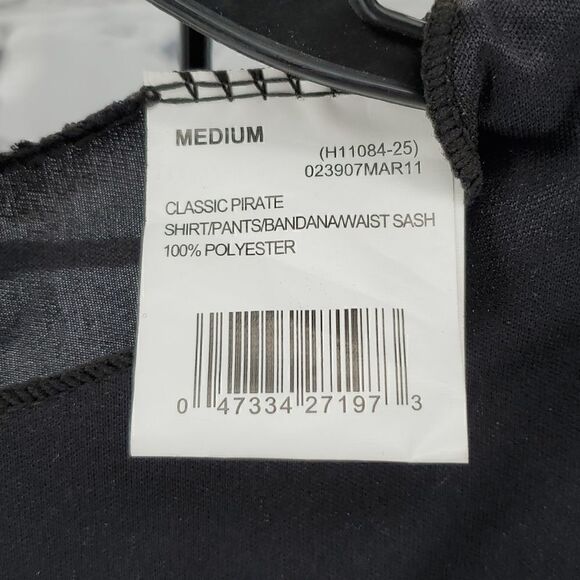 MEDIUM
(H11084-25)
023907MAR11
CLASSIC PIRATE
SHIRT/PANTS/BANDANA/WAIST SASH
100% POLYESTER
0 47334 27197 3